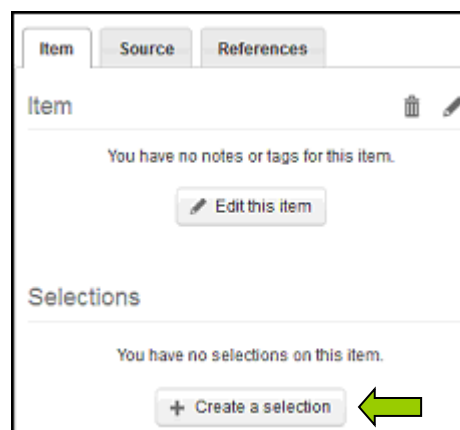 Item Source References
Item
You have no notes or tags for this item.
Edit this item
Selections
You have no selections on this item.
Create a selection